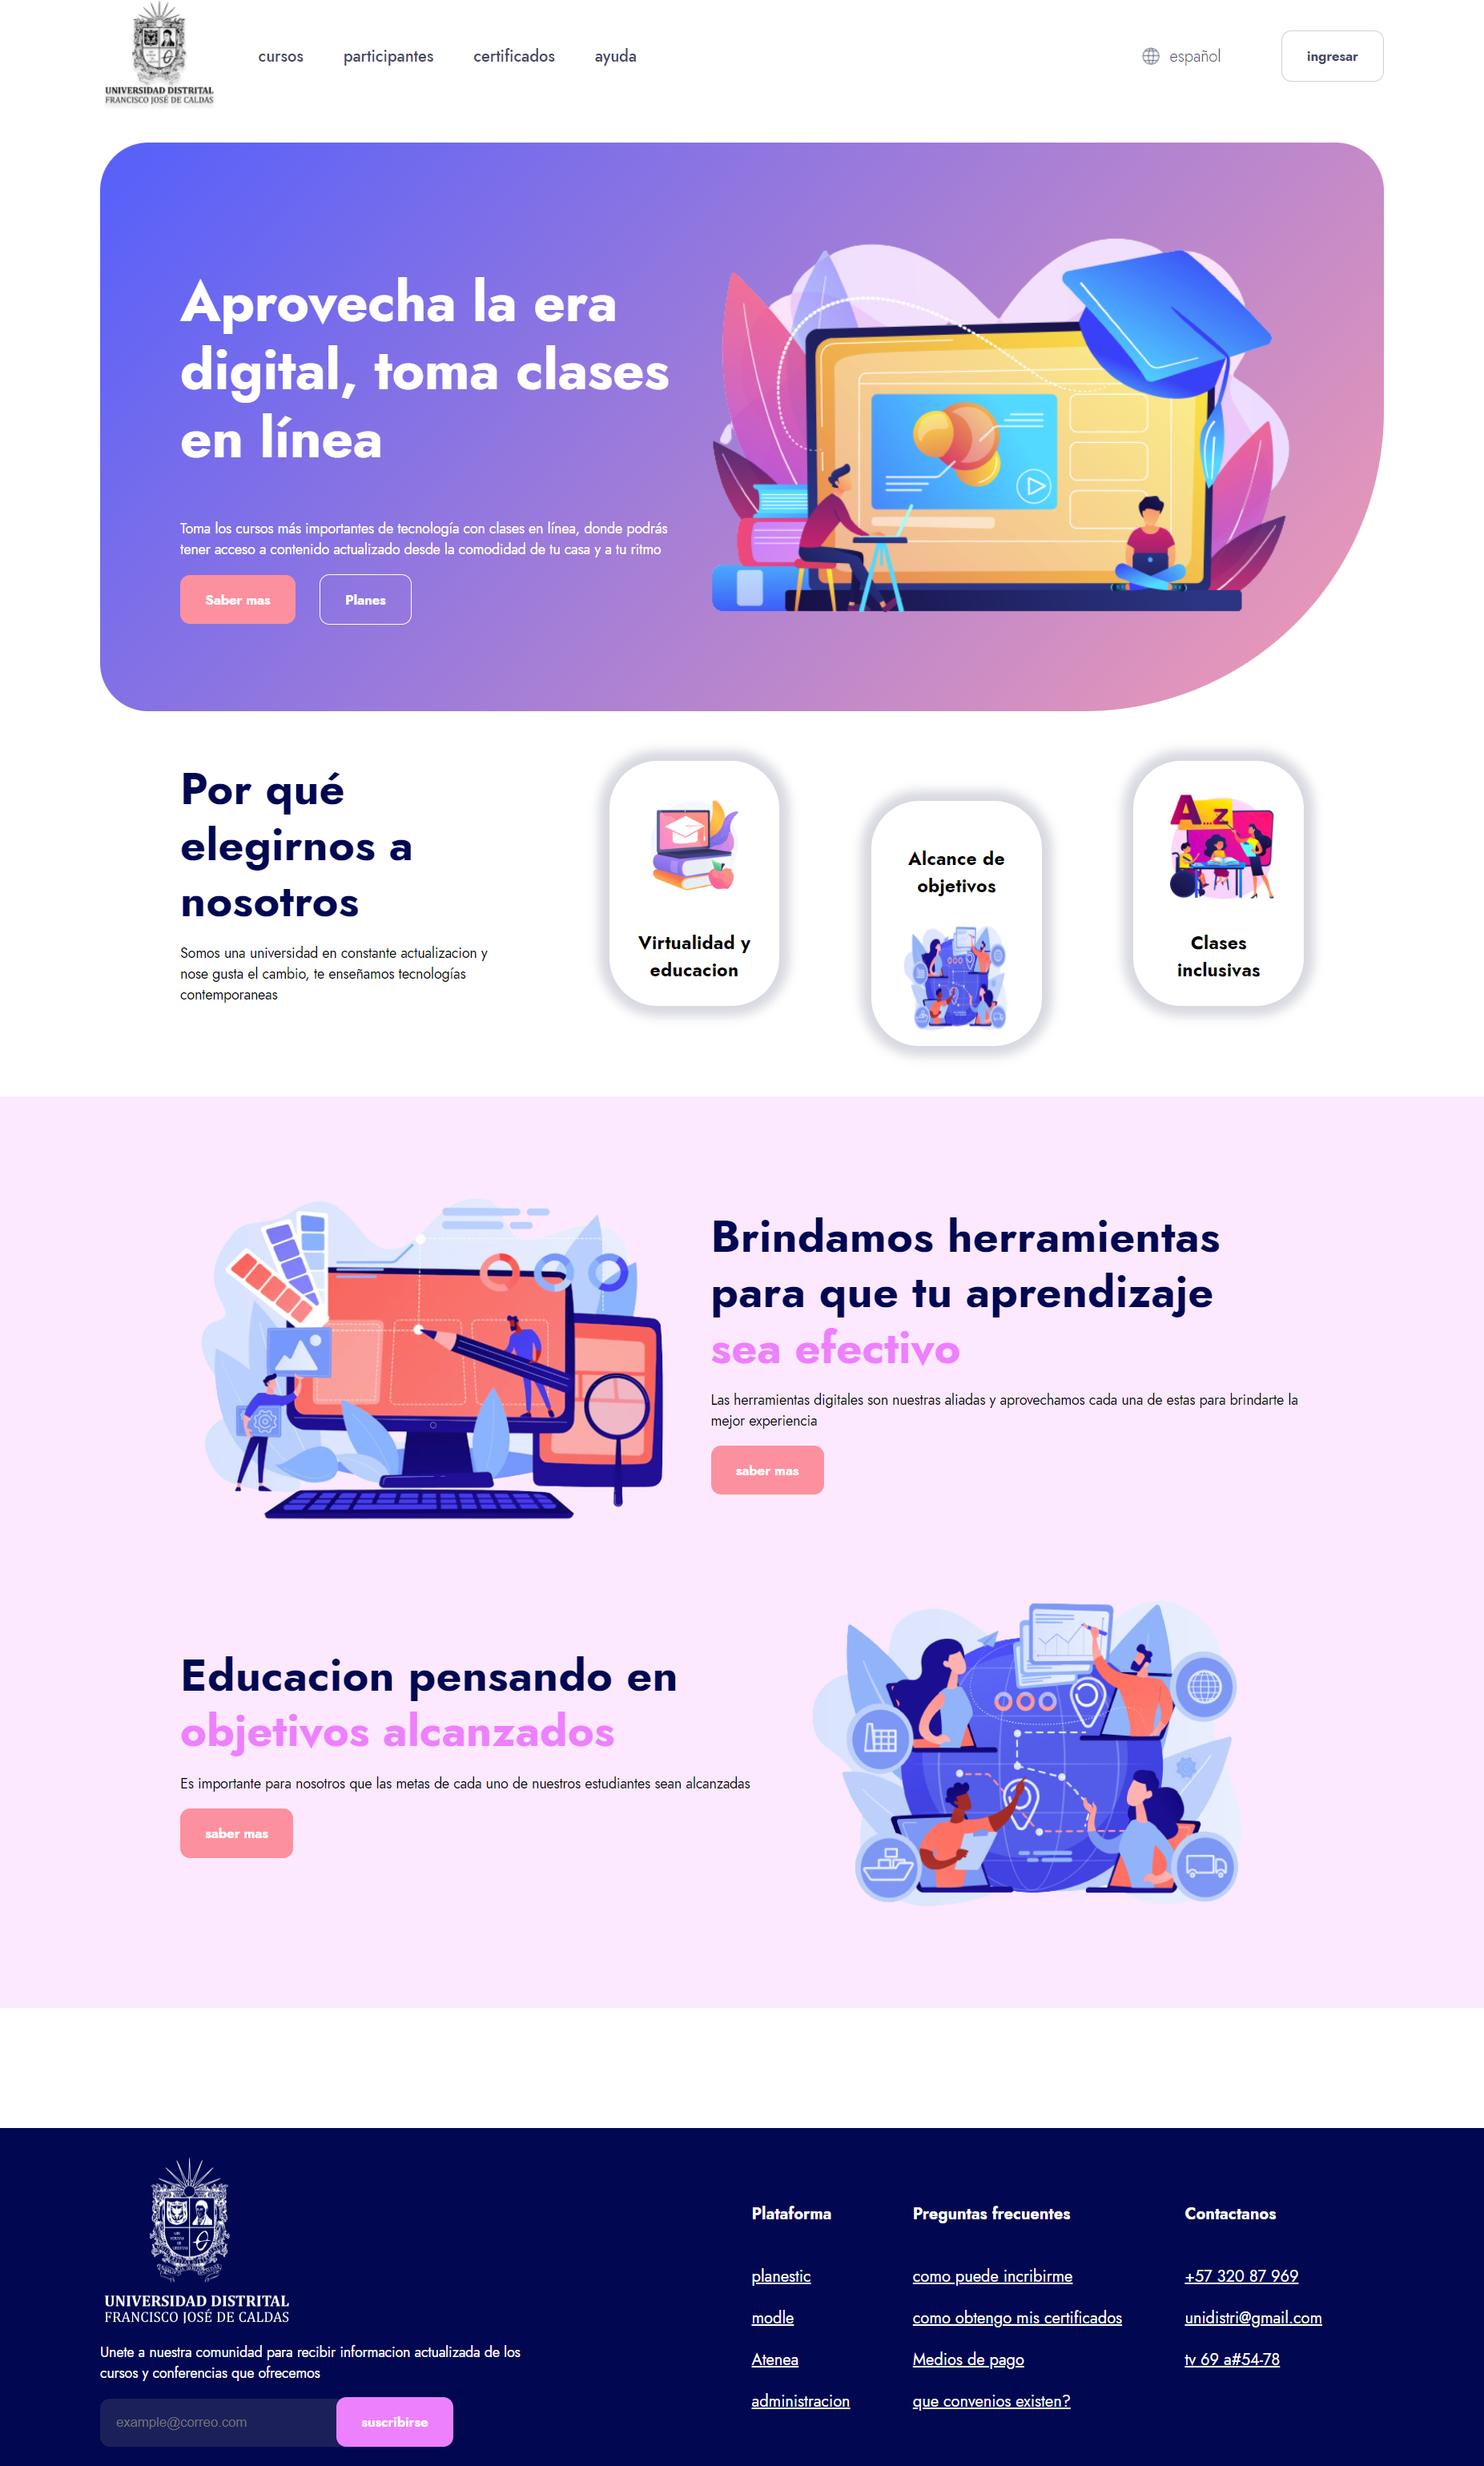 UNIVERSIDAD DISTRITAL
FRANCISCO JOSÉ DE CALDAS
cursos
participantes
certificados
ayuda
español
ingresar
Aprovecha la era
digital, toma clases
en línea
Toma los cursos más importantes de tecnología con clases en línea, donde podrás
tener acceso a contenido actualizado desde la comodidad de tu casa y a tu ritmo
Saber mas
Planes
Por qué
elegirnos a
nosotros
Somos una universidad en constante actualizacion y
nose gusta el cambio, te enseñamos tecnologías
contemporaneas
Virtualidad y
educacion
Alcance de
objetivos
A...z
Clases
inclusivas
Brindamos herramientas
para que tu aprendizaje
sea efectivo
Las herramientas digitales son nuestras aliadas y aprovechamos cada una de estas para brindarte la
mejor experiencia
saber mas
Educacion pensando en
objetivos alcanzados
Es importante para nosotros que las metas de cada uno de nuestros estudiantes sean alcanzadas
saber mas
UNIVERSIDAD DISTRITAL
FRANCISCO JOSÉ DE CALDAS
Unete a nuestra comunidad para recibir informacion actualizada de los
cursos y conferencias que ofrecemos
example@correo.com
suscribirse
Plataforma
planestic
modle
Atenea
administracion
Preguntas frecuentes
como puede incribirme
como obtengo mis certificados
Medios de pago
que convenios existen?
Contactanos
+57 320 87 969
unidistri@gmail.com
tv 69 a#54-78